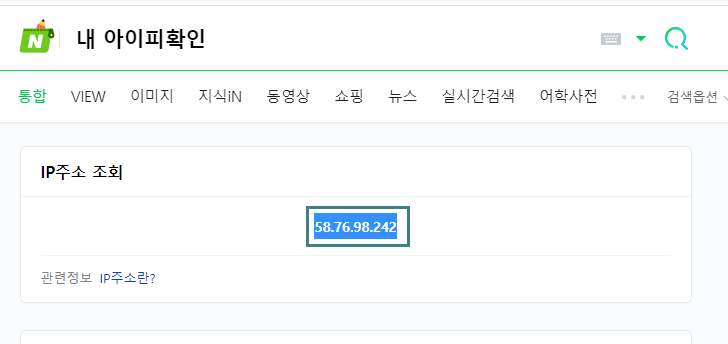 N 내 아이피확인
통합 VIEW 이미지 지식iN 동영상 쇼핑 뉴스 실시간검색 어학사전 검색옵션
IP주소 조회
58.76.98.242
관련정보 IP주소란?